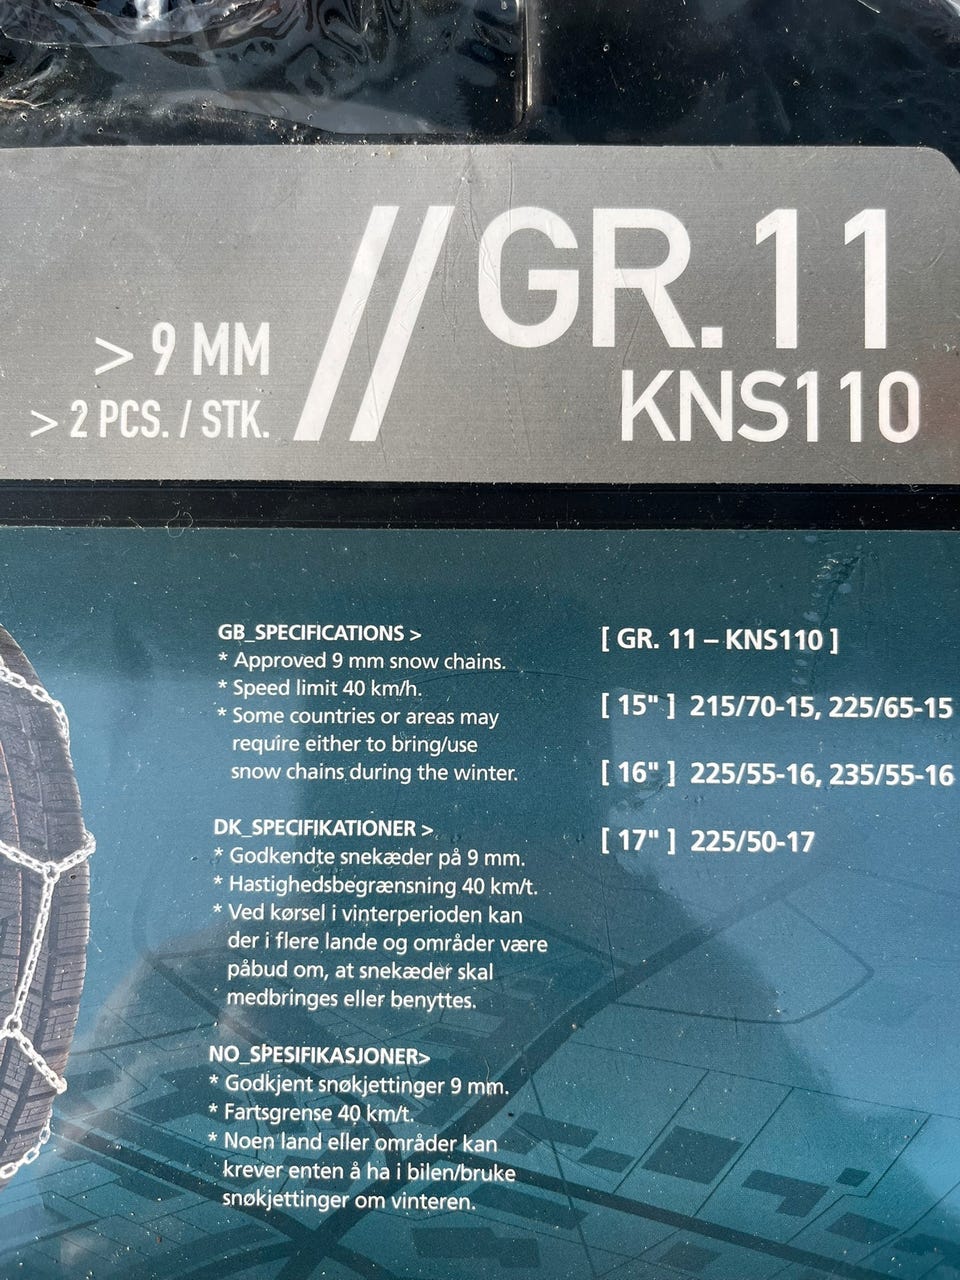 > 9 MM
> 2 PCS. / STK.
// GR. 11
KNS110
GB_SPECIFICATIONS >
* Approved 9 mm snow chains.
* Speed limit 40 km/h.
* Some countries or areas may
require either to bring/use
snow chains during the winter.
DK_SPECIFIKATIONER >
* Godkendte snekæder på 9 mm.
* Hastighedsbegrænsning 40 km/t.
* Ved kørsel i vinterperioden kan
der i flere lande og områder være
påbud om, at snekæder skal
medbringes eller benyttes.
NO_SPESIFIKASJONER>
* Godkjent snøkjettinger 9 mm.
* Fartsgrense 40 km/t.
* Noen land eller områder kan
krever enten å ha i bilen/bruke
snøkjettinger om vinteren.
[ GR. 11 – KNS110 ]
[ 15" ] 215/70-15, 225/65-15
[ 16" ] 225/55-16, 235/55-16
[ 17" ] 225/50-17